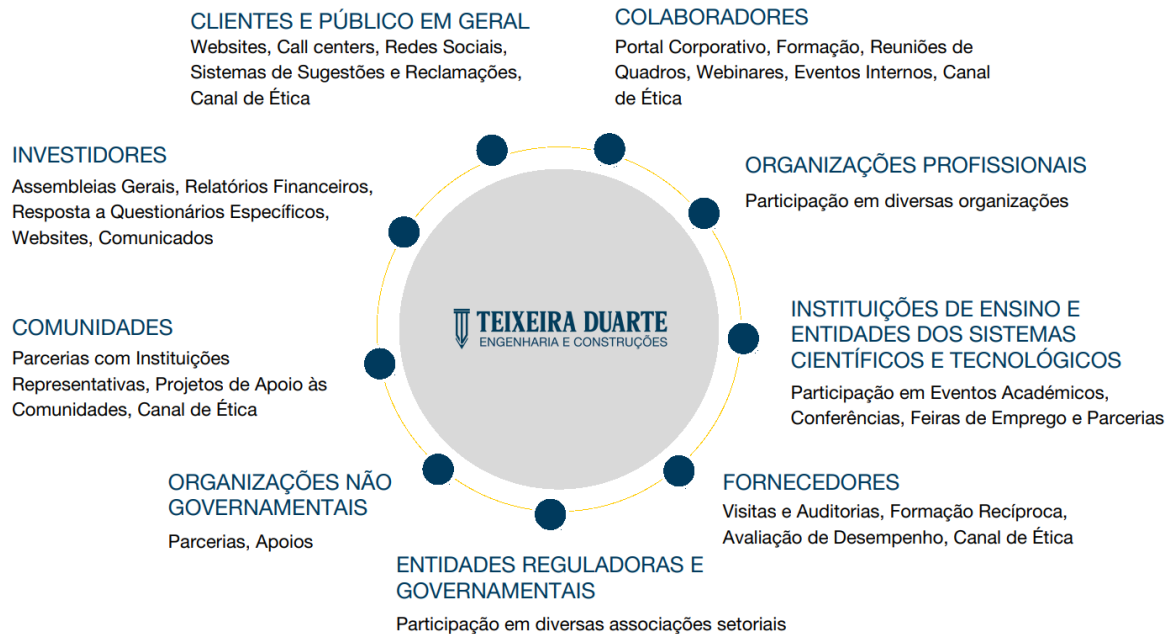 CLIENTES E PÚBLICO EM GERAL
Websites, Call centers, Redes Sociais,
Sistemas de Sugestões e Reclamações,
Canal de Ética
COLABORADORES
Portal Corporativo, Formação, Reuniões de
Quadros, Webinares, Eventos Internos, Canal
de Ética
INVESTIDORES
Assembleias Gerais, Relatórios Financeiros,
Resposta a Questionários Específicos,
Websites, Comunicados
ORGANIZAÇÕES PROFISSIONAIS
Participação em diversas organizações
TEIXEIRA DUARTE
ENGENHARIA E CONSTRUÇÕES
COMUNIDADES
Parcerias com Instituições
Representativas, Projetos de Apoio às
Comunidades, Canal de Ética
INSTITUIÇÕES DE ENSINO E
ENTIDADES DOS SISTEMAS
CIENTÍFICOS E TECNOLÓGICOS
Participação em Eventos Académicos,
Conferências, Feiras de Emprego e Parcerias
ORGANIZAÇÕES NÃO
GOVERNAMENTAIS
Parcerias, Apoios
FORNECEDORES
Visitas e Auditorias, Formação Recíproca,
Avaliação de Desempenho, Canal de Ética
ENTIDADES REGULADORAS E
GOVERNAMENTAIS
Participação em diversas associações setoriais